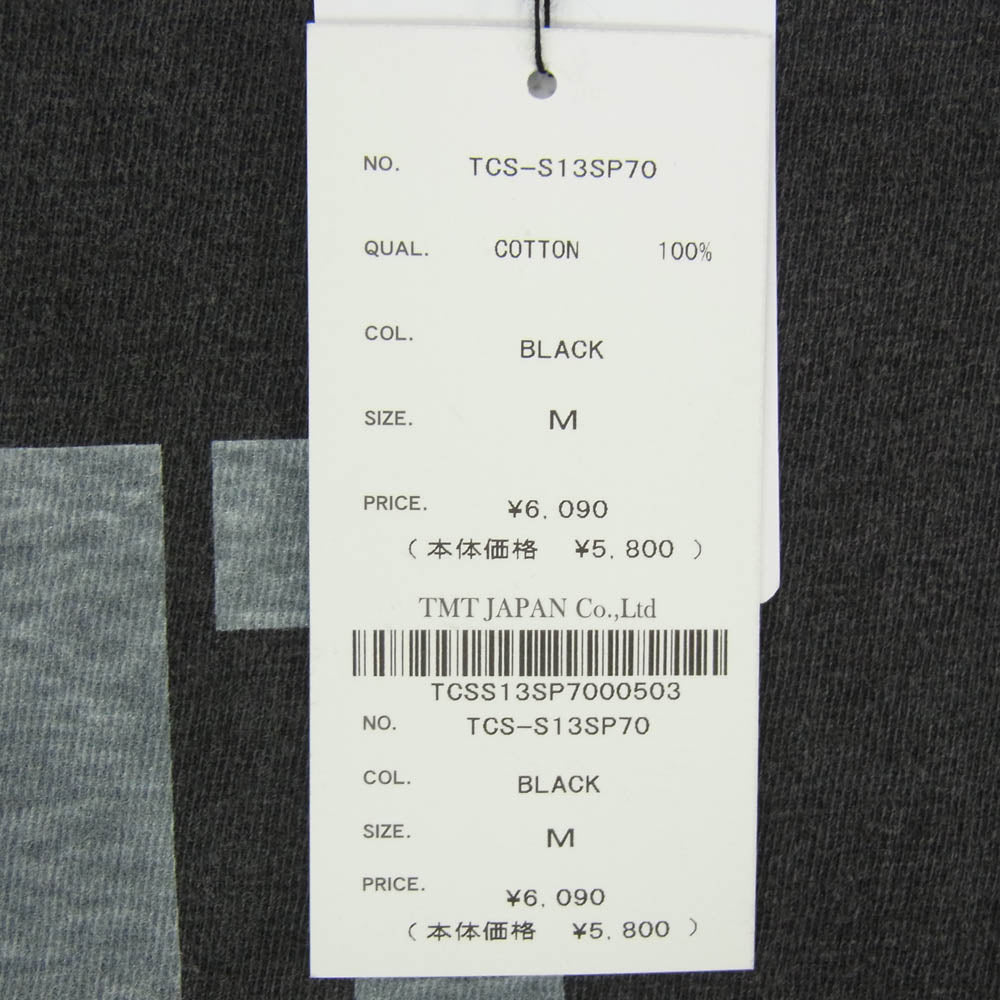 NO. TCS-S13SP70
QUAL. COTTON 100%
COL. BLACK
SIZE. M
PRICE. ¥6,090
(本体価格 ¥5,800)
TMT JAPAN Co.,Ltd
TCSS13SP7000503
NO. TCS-S13SP70
COL. BLACK
SIZE. M
PRICE. ¥6,090
(本体価格 ¥5,800)